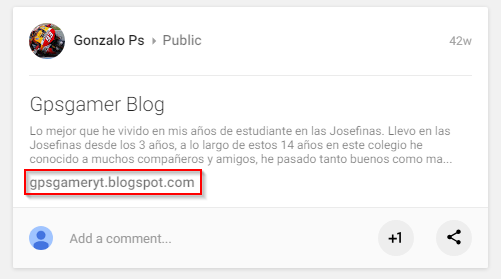 Gonzalo Ps ▸ Public 42w
Gpsgamer Blog
Lo mejor que he vivido en mis años de estudiante en las Josefinas. Llevo en las
Josefinas desde los 3 años, a lo largo de estos 14 años en este colegio he
conocido a muchos compañeros y amigos, he pasado tanto buenos como ma...
gpsgameryt.blogspot.com
Add a comment... +1